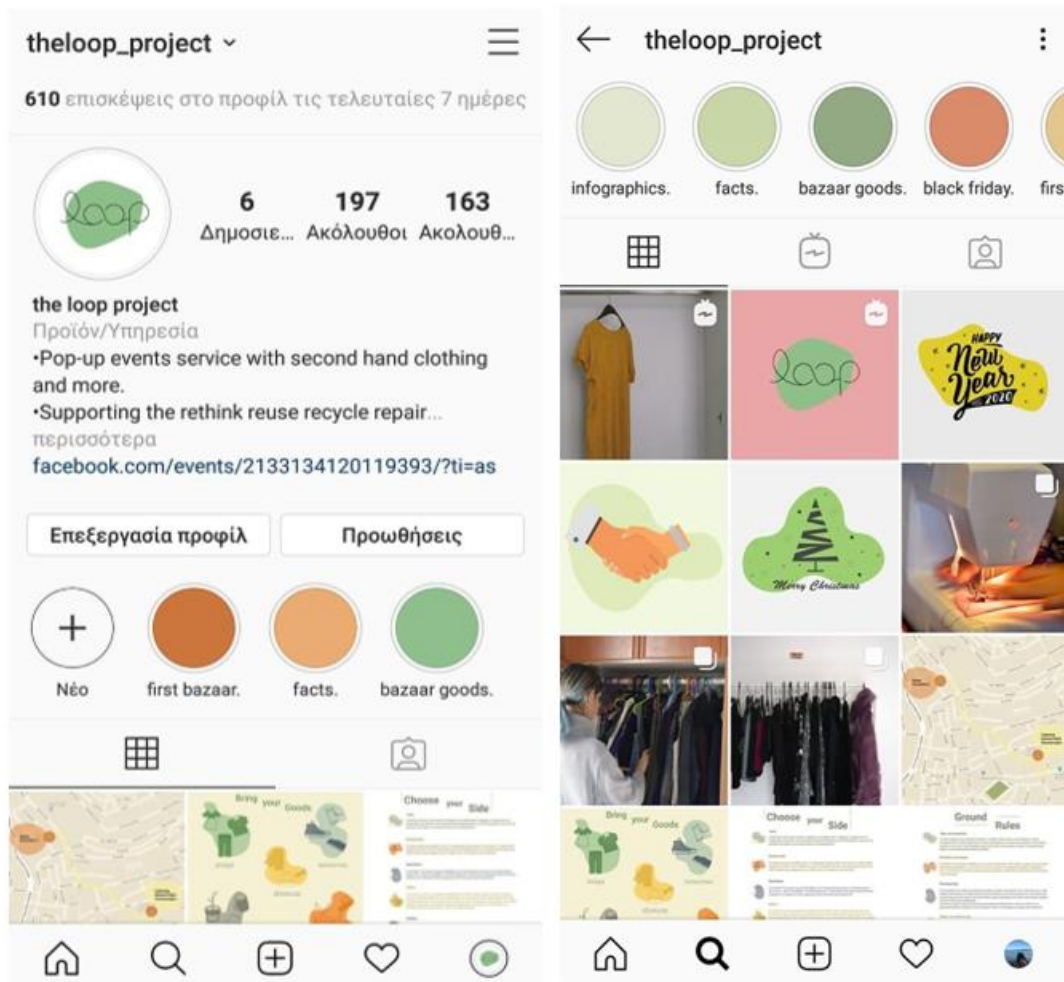 theloop_project
610 επισκέψεις στο προφίλ τις τελευταίες 7 ημέρες
loop
6 197 163
Δημοσιε... Ακόλουθοι Ακολουθ...
the loop project
Προϊόν/Υπηρεσία
•Pop-up events service with second hand clothing
and more.
•Supporting the rethink reuse recycle repair...
περισσότερα
facebook.com/events/2133134120119393/?ti=as
Επεξεργασία προφίλ Προωθήσεις
Νέο first bazaar. facts. bazaar goods.
Bring your Goods
Choose your Side
theloop_project
infographics. facts. bazaar goods. black friday. firs
loop
HAPPY
New
Year
2020
Merry Christmas
Bring your Goods
Choose your Side
Ground Rules